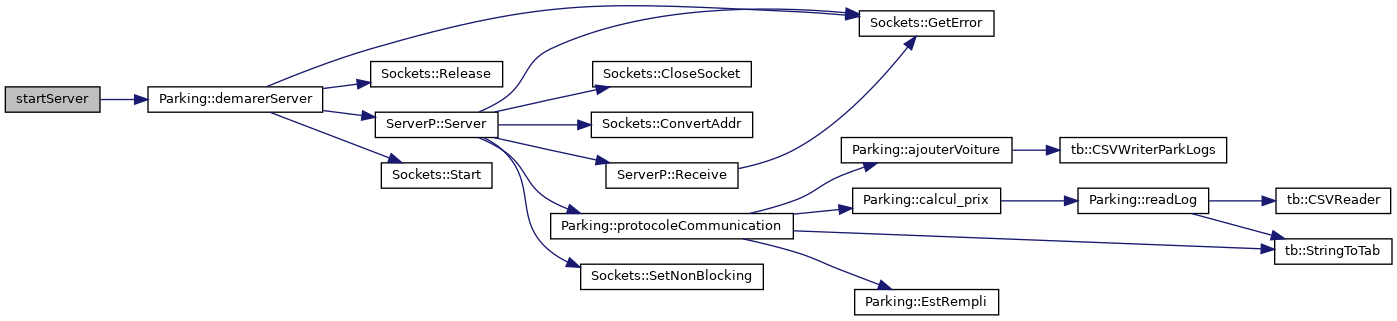 startServer
Parking::demarerServer
Sockets::GetError
Sockets::Release
ServerP::Server
Sockets::Start
Sockets::CloseSocket
Sockets::ConvertAddr
ServerP::Receive
Parking::protocoleCommunication
Sockets::SetNonBlocking
Parking::ajouterVoiture
tb::CSVWriterParkLogs
Parking::calcul_prix
Parking::readLog
tb::CSVReader
tb::StringToTab
Parking::EstRempli